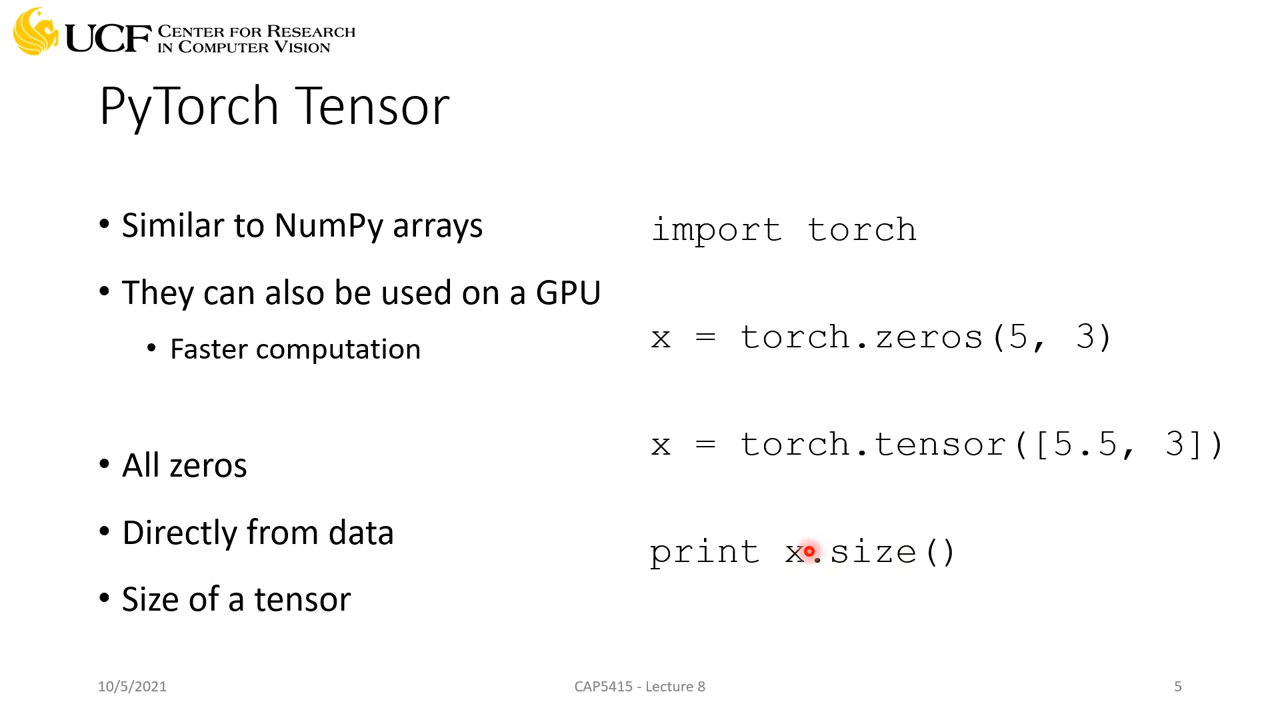 UCF CENTER FOR RESEARCH
IN COMPUTER VISION
PyTorch Tensor
• Similar to NumPy arrays
• They can also be used on a GPU
• Faster computation
• All zeros
• Directly from data
• Size of a tensor
import torch
x = torch.zeros(5, 3)
x = torch.tensor([5.5, 3])
print x.size()
10/5/2021
CAP5415 - Lecture 8
5